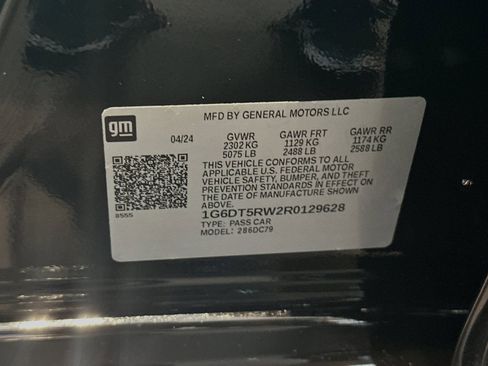 gm
MFD BY GENERAL MOTORS LLC
04/24 GVWR GAWR FRT GAWR RR
2302 KG 1129 KG 1174 KG
5075 LB 2488 LB 2588 LB
THIS VEHICLE CONFORMS TO ALL
APPLICABLE U.S. FEDERAL MOTOR
VEHICLE SAFETY, BUMPER, AND THEFT
PREVENTION STANDARDS IN EFFECT ON
THE DATE OF MANUFACTURE SHOWN
ABOVE.
8555
1G6DT5RW2R0129628
TYPE: PASS CAR
MODEL: 286DC79